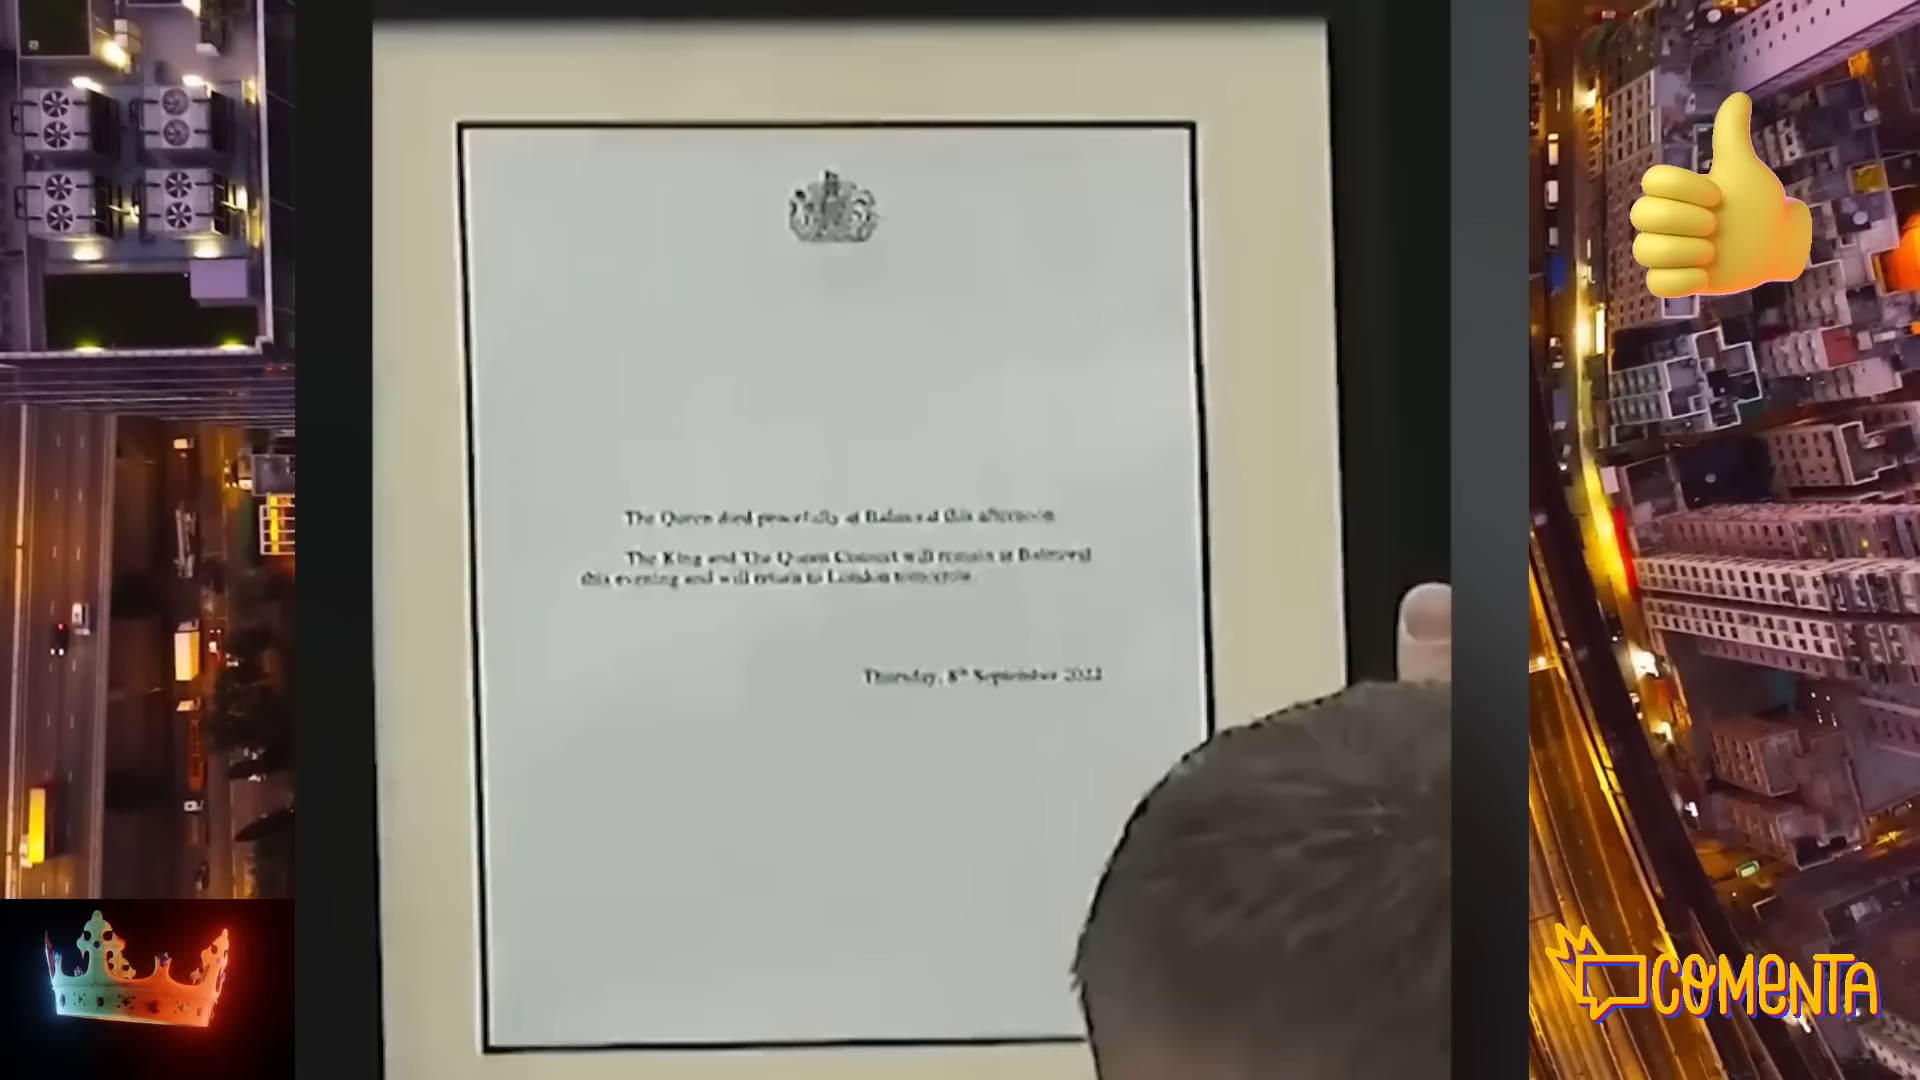 The Queen died peacefully at Balmoral this afternoon.
The King and The Queen Consort will remain at Balmoral
this evening and will return to London tomorrow.
Thursday, 8th September 2022
COMENTA